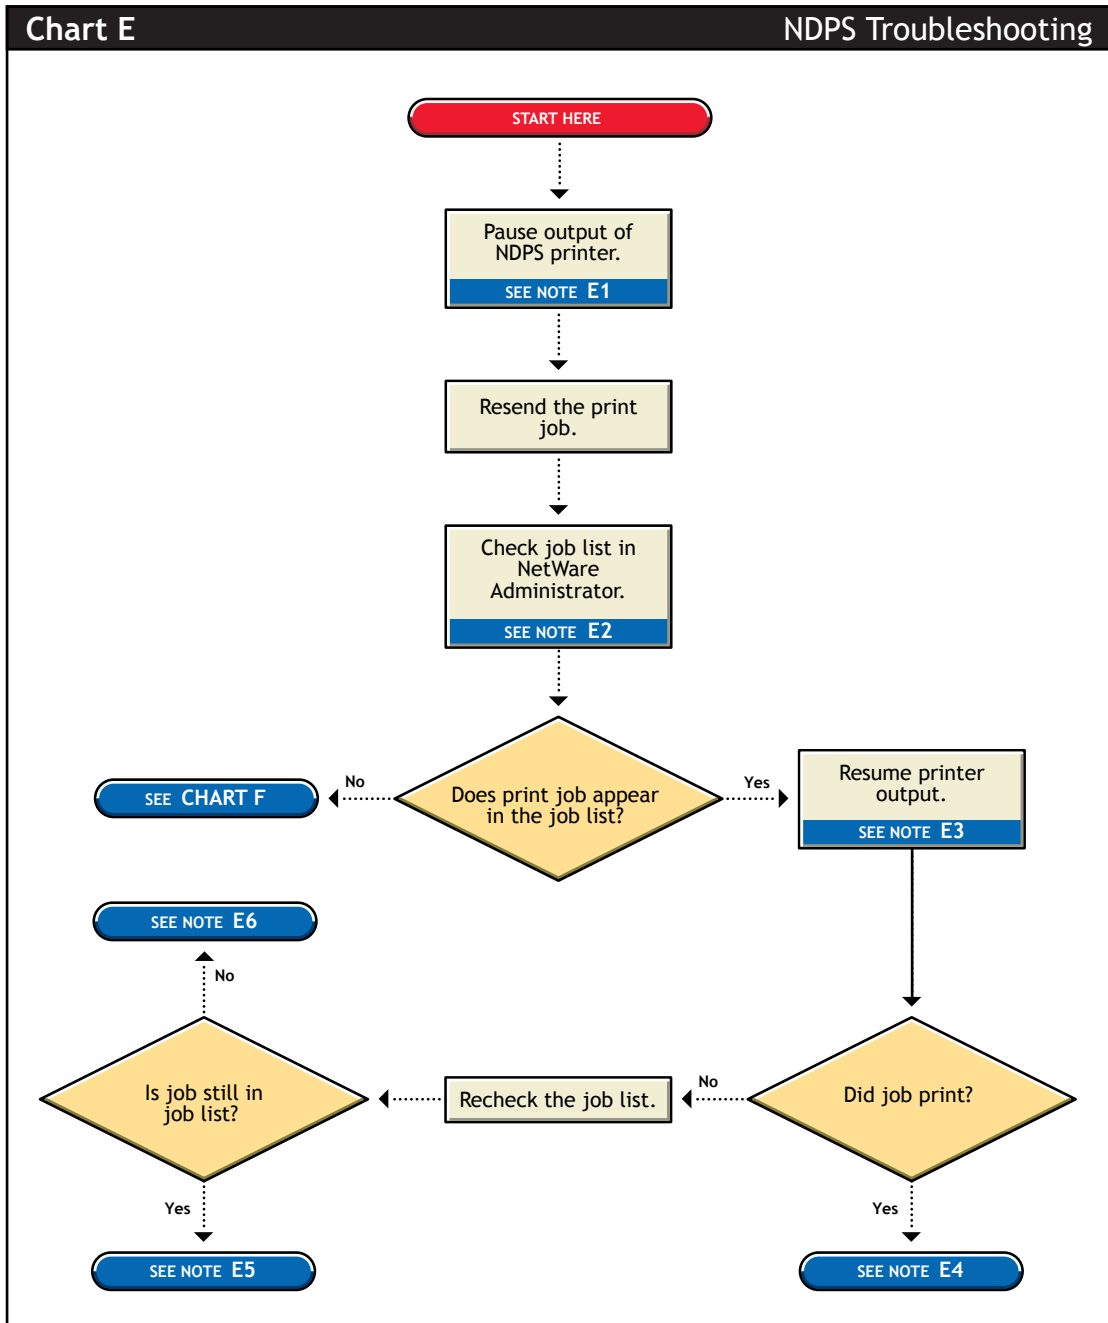 Chart E
NDPS Troubleshooting
START HERE
Pause output of
NDPS printer.
SEE NOTE E1
Resend the print
job.
Check job list in
NetWare
Administrator.
SEE NOTE E2
Does print job appear
in the job list?
No
SEE CHART F
Yes
Resume printer
output.
SEE NOTE E3
Did job print?
Yes
SEE NOTE E4
No
Recheck the job list.
Is job still in
job list?
No
SEE NOTE E6
Yes
SEE NOTE E5